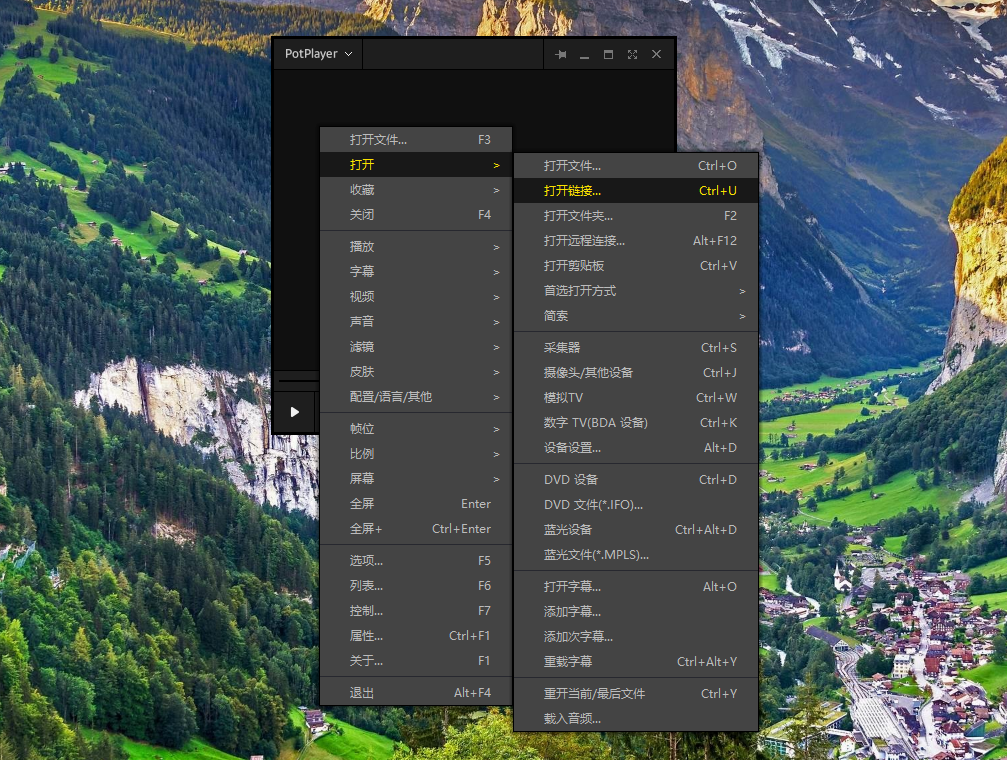 PotPlayer
打开文件... F3
打开 >
收藏 >
关闭 F4
播放 >
字幕 >
视频 >
声音 >
滤镜 >
皮肤 >
配置/语言/其他 >
帧位 >
比例 >
屏幕 >
全屏 Enter
全屏+ Ctrl+Enter
选项... F5
列表... F6
控制... F7
属性... Ctrl+F1
关于... F1
退出 Alt+F4
打开文件... Ctrl+O
打开链接... Ctrl+U
打开文件夹... F2
打开远程连接... Alt+F12
打开剪贴板 Ctrl+V
首选打开方式 >
简索 >
采集器 Ctrl+S
摄像头/其他设备 Ctrl+J
模拟TV Ctrl+W
数字 TV(BDA 设备) Ctrl+K
设备设置... Alt+D
DVD 设备 Ctrl+D
DVD 文件(*.IFO)...
蓝光设备 Ctrl+Alt+D
蓝光文件(*.MPLS)...
打开字幕... Alt+O
添加字幕...
添加次字幕...
重载字幕 Ctrl+Alt+Y
重开当前/最后文件 Ctrl+Y
载入音频...